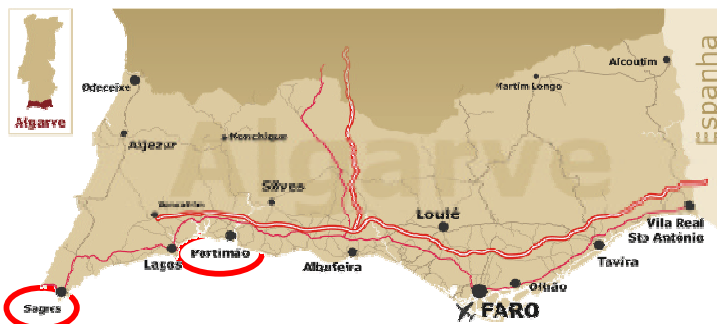 Algarve
Odeceixe
Aljezur
Monchique
Silves
Lagos
Portimão
Sagres
Albufeira
Loulé
FARO
Olhão
Tavira
Vila Real
Sto António
Martim Longo
Alcoutim
Espanha
Algarve